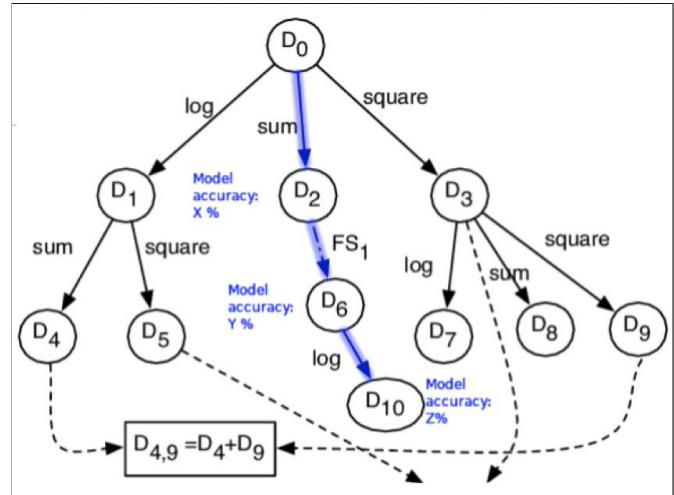 D0
log
sum
square
D1
Model
accuracy:
X %
D2
D3
sum
square
FS1
log
sum
square
Model
accuracy:
Y %
D4
D5
D6
D7
D8
D9
log
D10
Model
accuracy:
Z%
D4,9 =D4+D9